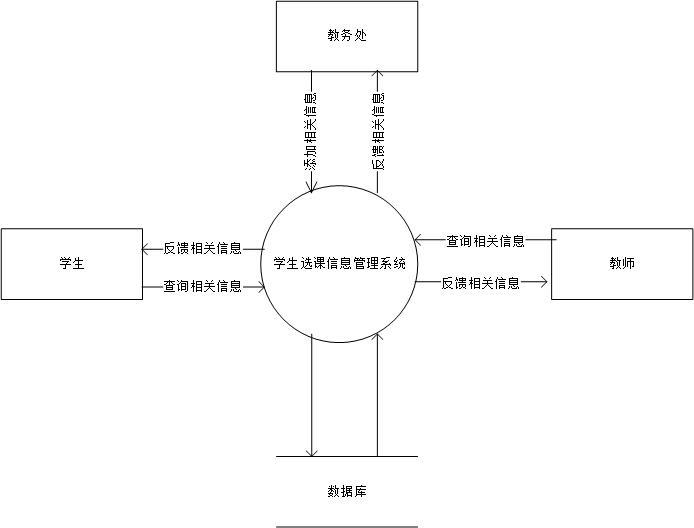 教务处
添加相关信息
反馈相关信息
反馈相关信息
查询相关信息
学生
学生选课信息管理系统
查询相关信息
反馈相关信息
教师
数据库